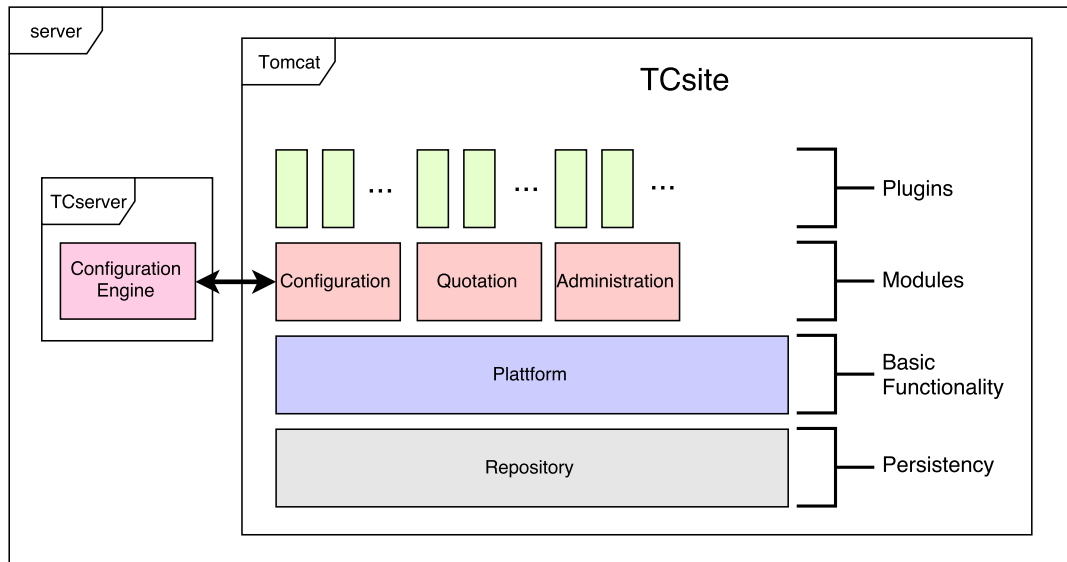 server
Tomcat
TCsite
... ... ...
Plugins
TCserver
Configuration
Engine
Configuration
Quotation
Administration
Modules
Plattform
Basic
Functionality
Repository
Persistency